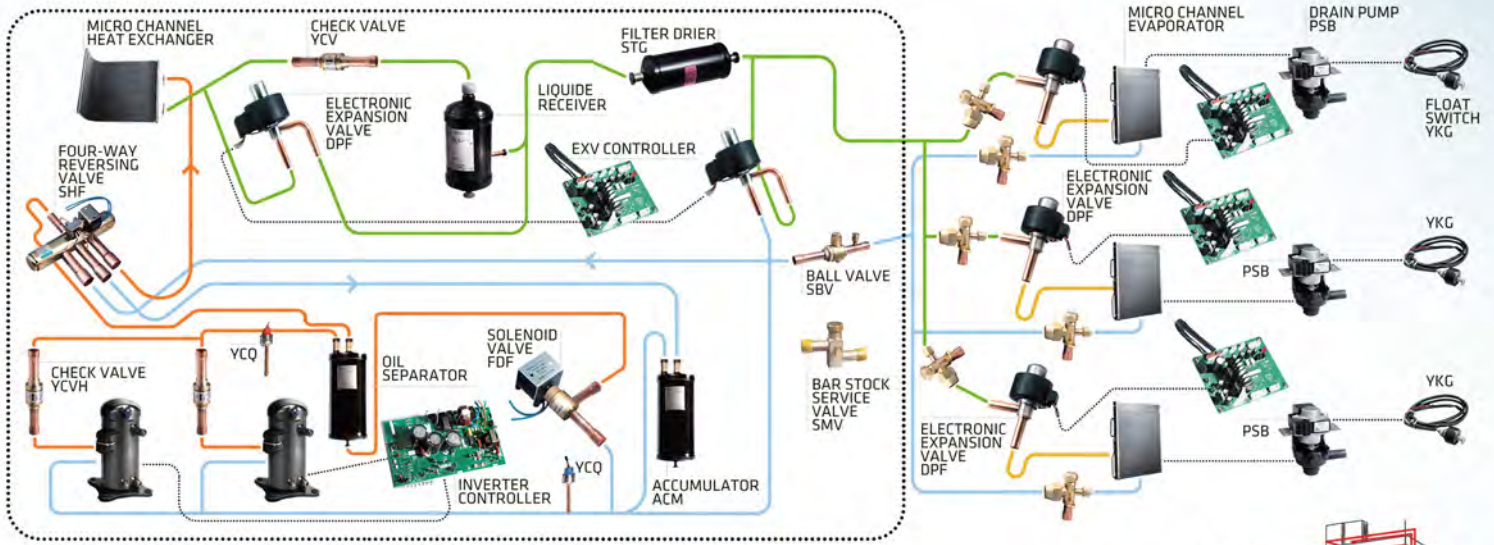 MICRO CHANNEL
HEAT EXCHANGER
CHECK VALVE
YCV
FILTER DRIER
STG
LIQUIDE
RECEIVER
ELECTRONIC
EXPANSION
VALVE
DPF
EXV CONTROLLER
FOUR-WAY
REVERSING
VALVE
SHF
BALL VALVE
SBV
YCQ
SOLENOID
VALVE
FDF
CHECK VALVE
YCVH
OIL
SEPARATOR
BAR STOCK
SERVICE
VALVE
SMV
INVERTER
CONTROLLER
YCQ
ACCUMULATOR
ACM
MICRO CHANNEL
EVAPORATOR
DRAIN PUMP
PSB
FLOAT
SWITCH
YKG
ELECTRONIC
EXPANSION
VALVE
DPF
PSB
YKG
ELECTRONIC
EXPANSION
VALVE
DPF
PSB
YKG